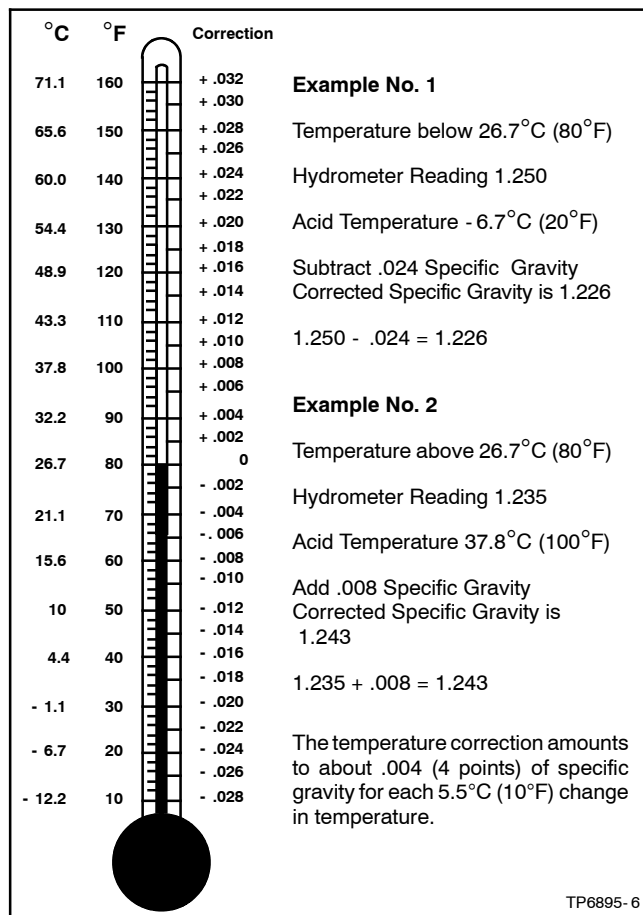 °C °F Correction
71.1 160 + .032
+ .030
65.6 150 + .028
+ .026
60.0 140 + .024
+ .022
54.4 130 + .020
+ .018
48.9 120 + .016
+ .014
43.3 110 + .012
+ .010
37.8 100 + .008
+ .006
32.2 90 + .004
+ .002
26.7 80 0
- .002
21.1 70 - .004
- .006
15.6 60 - .008
- .010
10 50 - .012
- .014
4.4 40 - .016
- .018
- 1.1 30 - .020
- .022
- 6.7 20 - .024
- .026
- 12.2 10 - .028
Example No. 1
Temperature below 26.7°C (80°F)
Hydrometer Reading 1.250
Acid Temperature - 6.7°C (20°F)
Subtract .024 Specific Gravity
Corrected Specific Gravity is 1.226
1.250 - .024 = 1.226
Example No. 2
Temperature above 26.7°C (80°F)
Hydrometer Reading 1.235
Acid Temperature 37.8°C (100°F)
Add .008 Specific Gravity
Corrected Specific Gravity is
1.243
1.235 + .008 = 1.243
The temperature correction amounts
to about .004 (4 points) of specific
gravity for each 5.5°C (10°F) change
in temperature.
TP6895-6